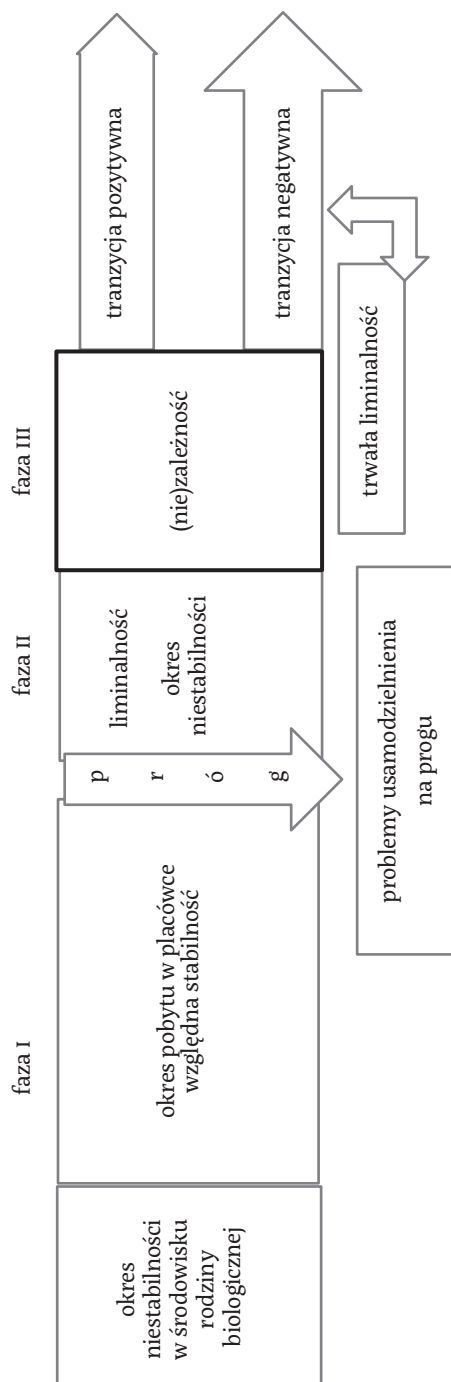 faza I
faza II
faza III
okres
niestabilności
w środowisku
rodziny
biologicznej
okres pobytu w placówce
względna stabilność
p
r
ó
g
liminalność
okres
niestabilności
(nie)zależność
tranzycja pozytywna
tranzycja negatywna
trwała liminalność
problemy usamodzielnienia
na progu